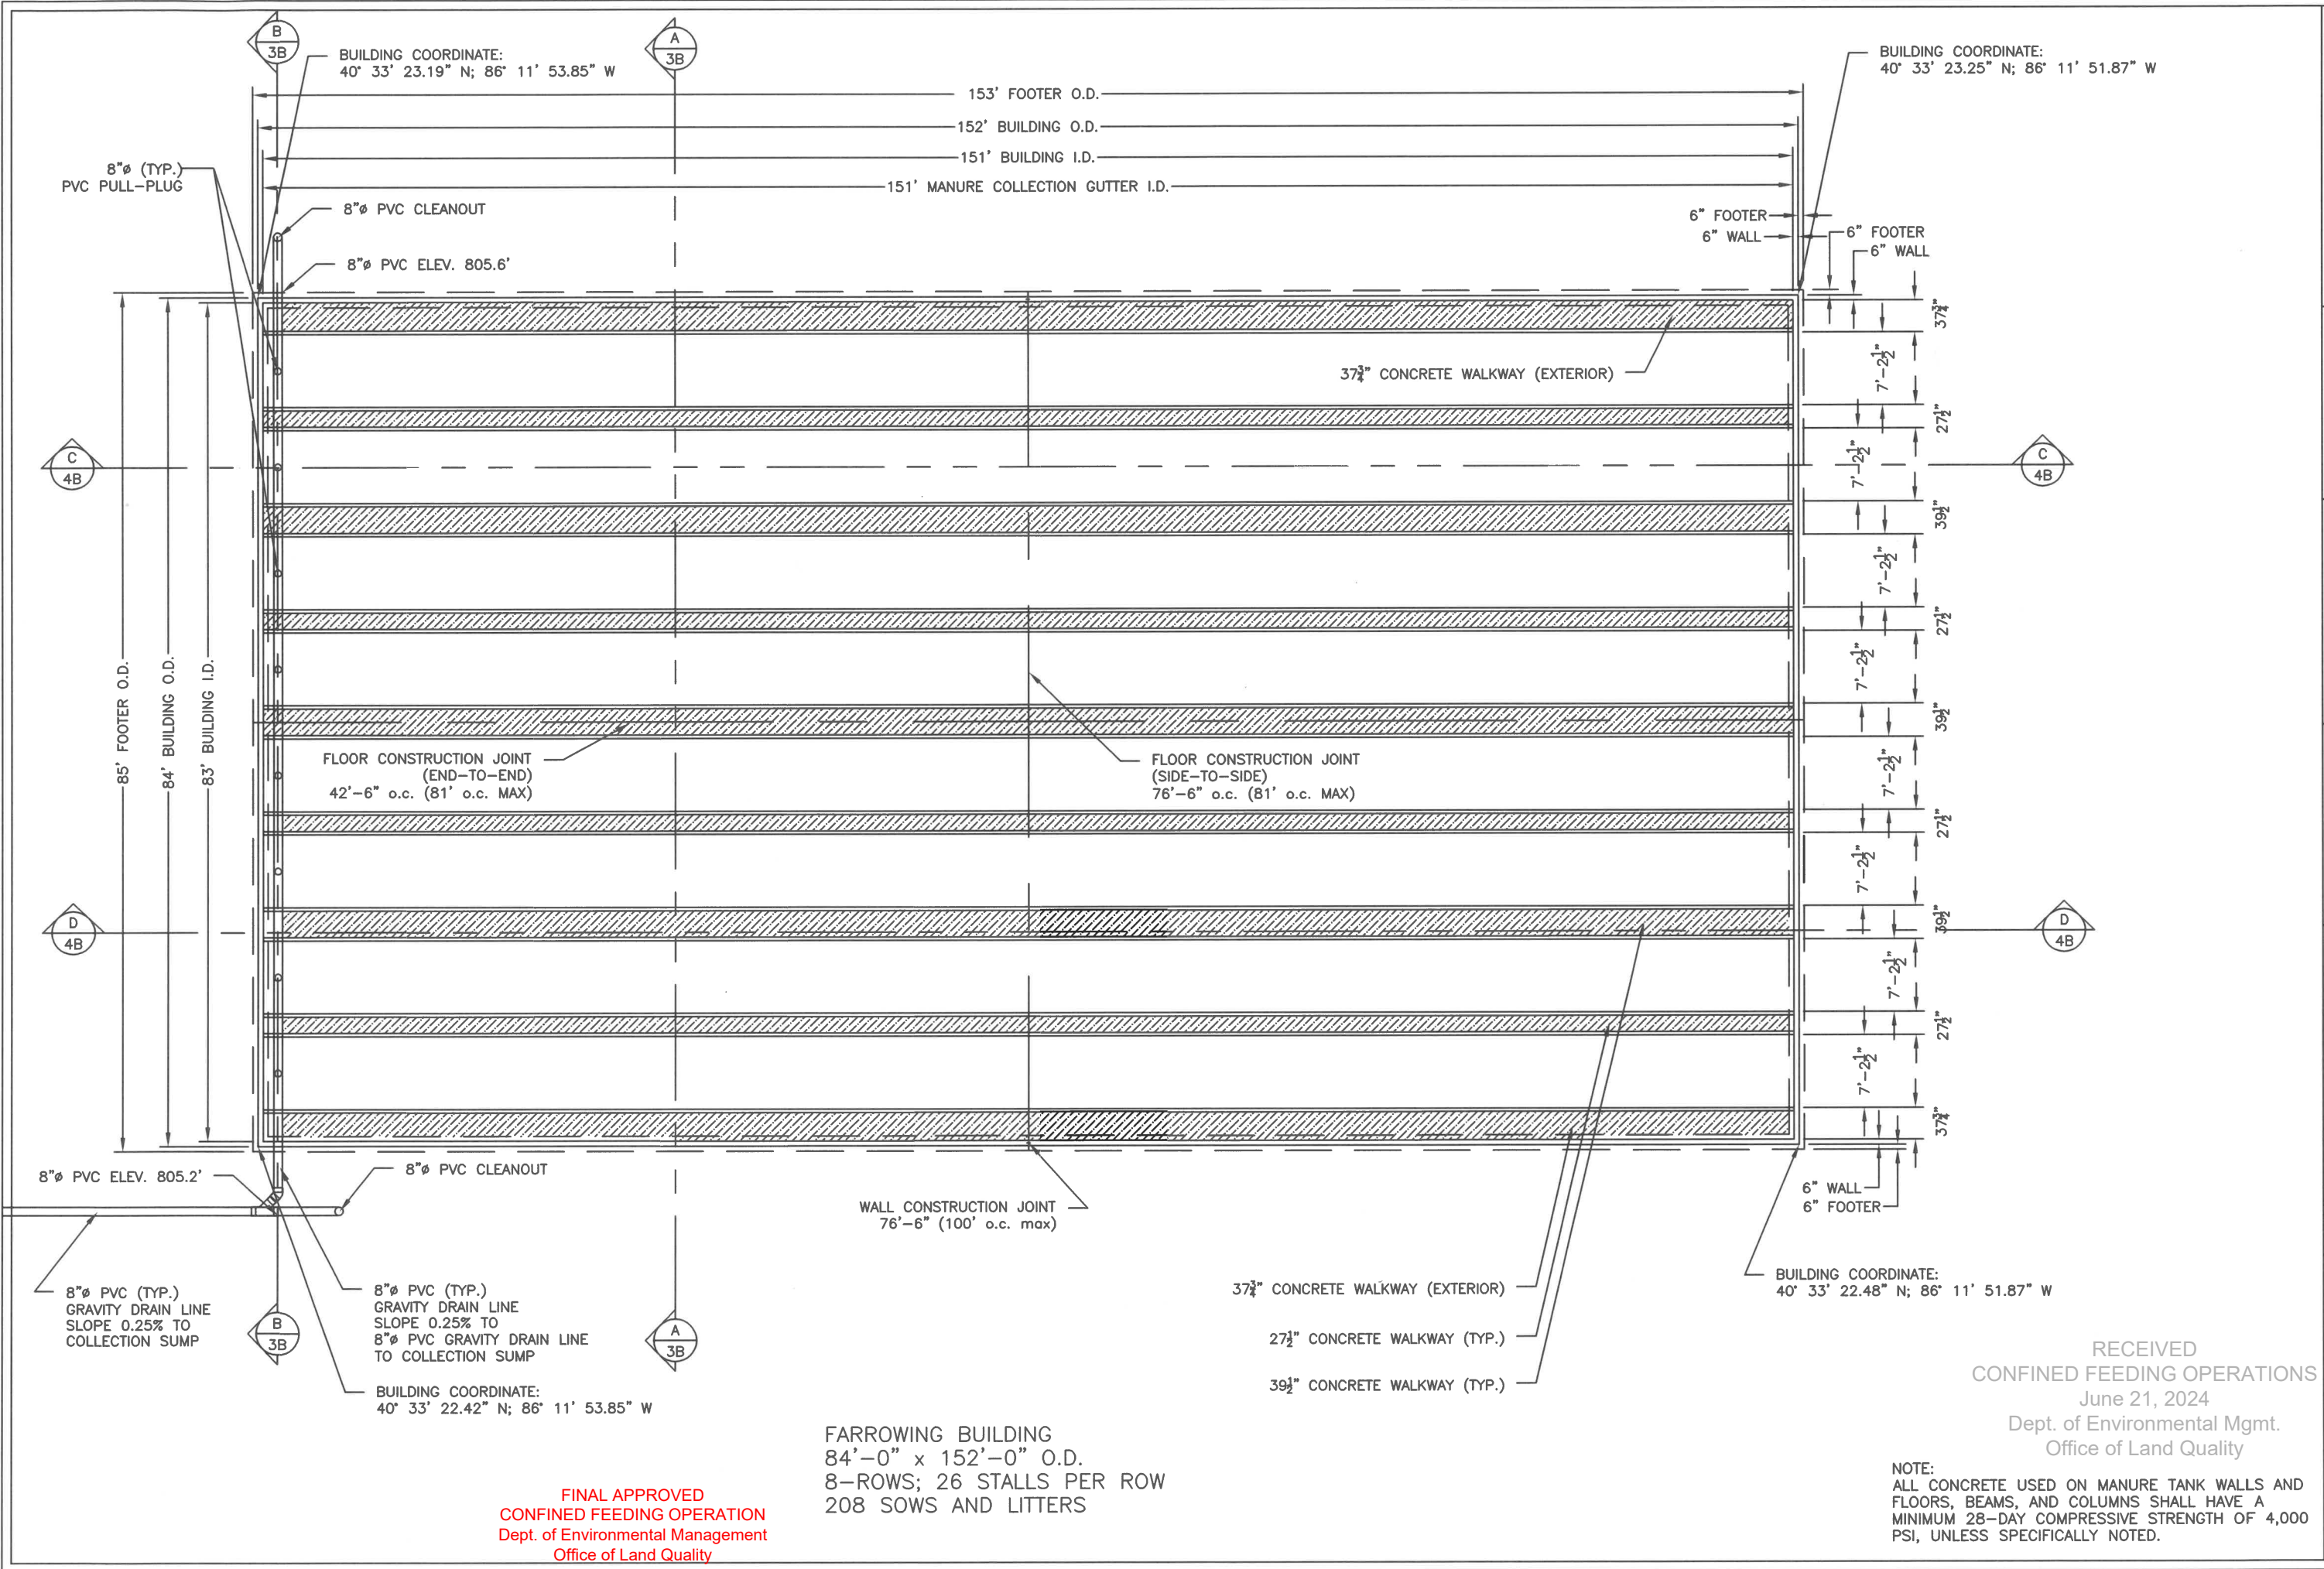 B
3B
A
3B
BUILDING COORDINATE:
40° 33' 23.19" N; 86° 11' 53.85" W
BUILDING COORDINATE:
40° 33' 23.25" N; 86° 11' 51.87" W
153' FOOTER O.D.
152' BUILDING O.D.
151' BUILDING I.D.
151' MANURE COLLECTION GUTTER I.D.
8"ø (TYP.)
PVC PULL-PLUG
8"ø PVC CLEANOUT
8"ø PVC ELEV. 805.6'
6" FOOTER
6" WALL
6" FOOTER
6" WALL
37¾"
7'-2½"
37¾" CONCRETE WALKWAY (EXTERIOR)
27½"
7'-2½"
C
4B
C
4B
39½"
7'-2½"
27½"
7'-2½"
85' FOOTER O.D.
84' BUILDING O.D.
83' BUILDING I.D.
39½"
7'-2½"
FLOOR CONSTRUCTION JOINT
(END-TO-END)
42'-6" o.c. (81' o.c. MAX)
FLOOR CONSTRUCTION JOINT
(SIDE-TO-SIDE)
76'-6" o.c. (81' o.c. MAX)
27½"
7'-2½"
D
4B
D
4B
39½"
7'-2½"
27½"
7'-2½"
37¾"
8"ø PVC ELEV. 805.2'
8"ø PVC CLEANOUT
WALL CONSTRUCTION JOINT
76'-6" (100' o.c. max)
6" WALL
6" FOOTER
8"ø PVC (TYP.)
GRAVITY DRAIN LINE
SLOPE 0.25% TO
COLLECTION SUMP
B
3B
8"ø PVC (TYP.)
GRAVITY DRAIN LINE
SLOPE 0.25% TO
8"ø PVC GRAVITY DRAIN LINE
TO COLLECTION SUMP
A
3B
37¾" CONCRETE WALKWAY (EXTERIOR)
27½" CONCRETE WALKWAY (TYP.)
39½" CONCRETE WALKWAY (TYP.)
BUILDING COORDINATE:
40° 33' 22.48" N; 86° 11' 51.87" W
BUILDING COORDINATE:
40° 33' 22.42" N; 86° 11' 53.85" W
RECEIVED
CONFINED FEEDING OPERATIONS
June 21, 2024
Dept. of Environmental Mgmt.
Office of Land Quality
FARROWING BUILDING
84'-0" x 152'-0" O.D.
8-ROWS; 26 STALLS PER ROW
208 SOWS AND LITTERS
FINAL APPROVED
CONFINED FEEDING OPERATION
Dept. of Environmental Management
Office of Land Quality
NOTE:
ALL CONCRETE USED ON MANURE TANK WALLS AND
FLOORS, BEAMS, AND COLUMNS SHALL HAVE A
MINIMUM 28-DAY COMPRESSIVE STRENGTH OF 4,000
PSI, UNLESS SPECIFICALLY NOTED.